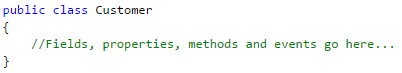 public class Customer
{
    //Fields, properties, methods and events go here...
}